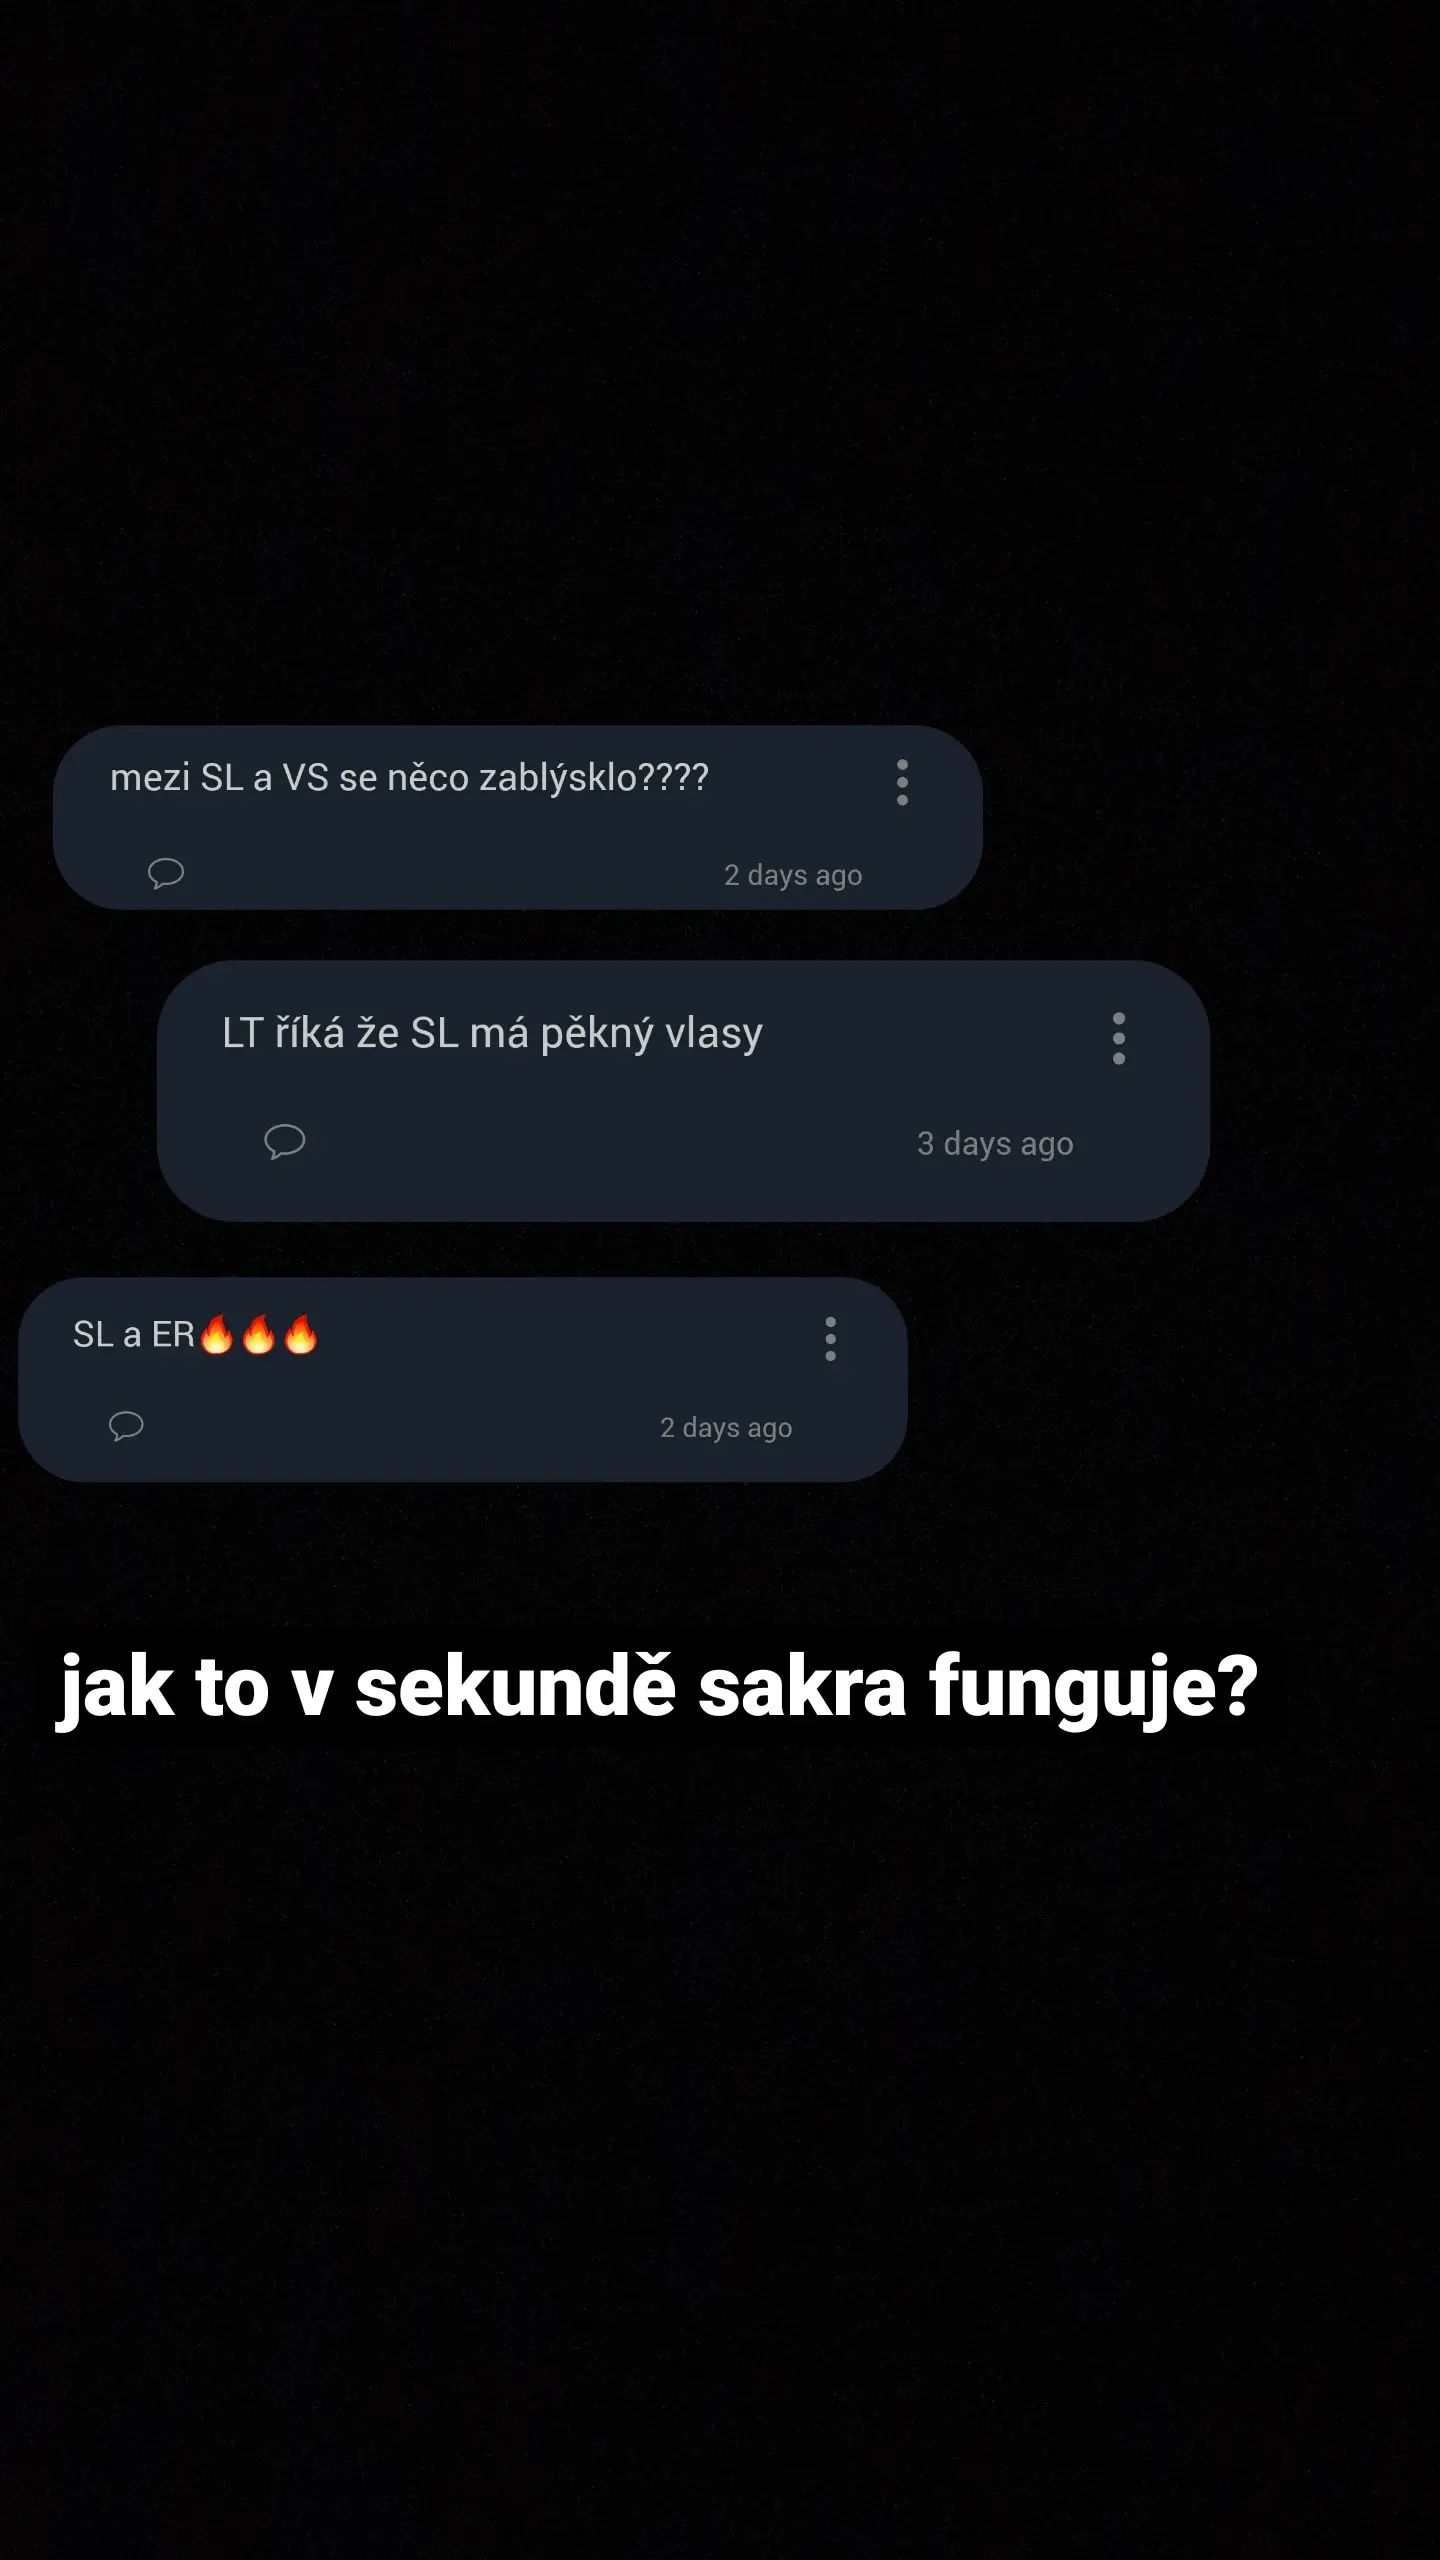 mezi SL a VS se něco zablýsklo????
2 days ago
LT říká že SL má pěkný vlasy
3 days ago
SL a ER🔥🔥🔥
2 days ago
jak to v sekundě sakra funguje?